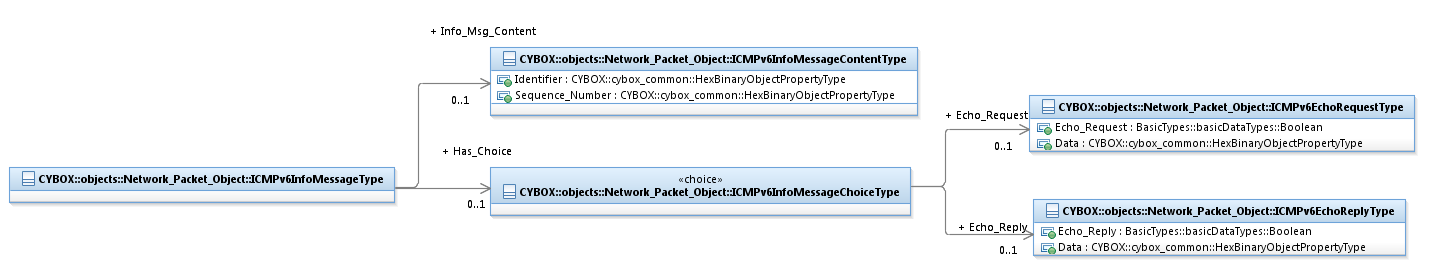 + Info_Msg_Content
CYBOX::objects::Network_Packet_Object::ICMPv6InfoMessageContentType
Identifier : CYBOX::cybox_common::HexBinaryObjectPropertyType
Sequence_Number : CYBOX::cybox_common::HexBinaryObjectPropertyType
0..1
+ Has_Choice
CYBOX::objects::Network_Packet_Object::ICMPv6InfoMessageType
«choice»
CYBOX::objects::Network_Packet_Object::ICMPv6InfoMessageChoiceType
0..1
+ Echo_Request
CYBOX::objects::Network_Packet_Object::ICMPv6EchoRequestType
Echo_Request : BasicTypes::basicDataTypes::Boolean
Data : CYBOX::cybox_common::HexBinaryObjectPropertyType
0..1
+ Echo_Reply
CYBOX::objects::Network_Packet_Object::ICMPv6EchoReplyType
Echo_Reply : BasicTypes::basicDataTypes::Boolean
Data : CYBOX::cybox_common::HexBinaryObjectPropertyType
0..1